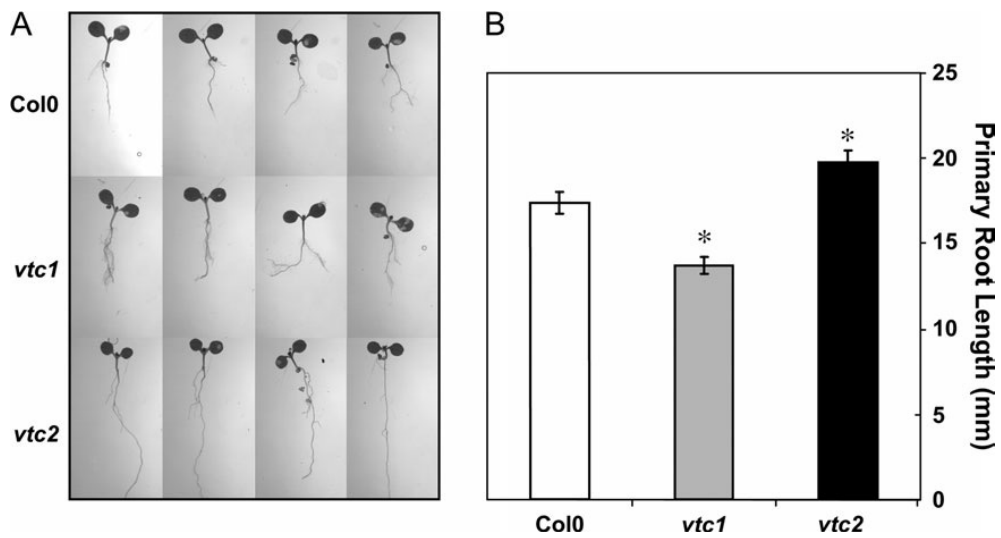 A
Col0
vtc1
vtc2
B
25
20
15
10
5
0
Primary Root Length (mm)
*
*
Col0
vtc1
vtc2